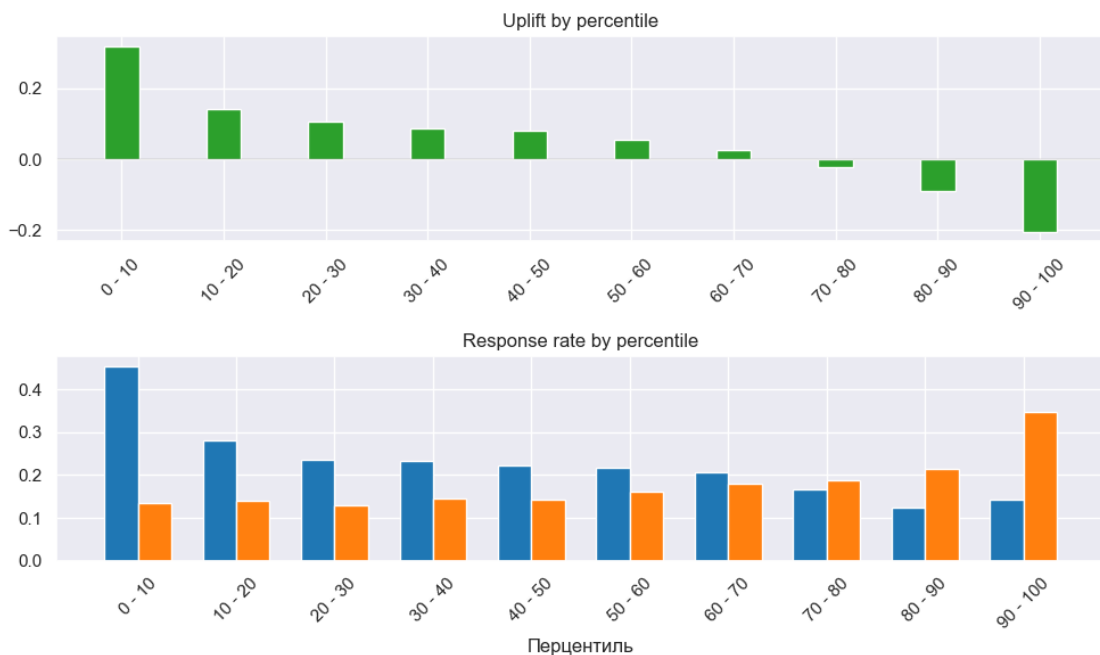 Uplift by percentile
0.2
0.0
−0.2
0 - 10
10 - 20
20 - 30
30 - 40
40 - 50
50 - 60
60 - 70
70 - 80
80 - 90
90 - 100
Response rate by percentile
0.4
0.3
0.2
0.1
0.0
0 - 10
10 - 20
20 - 30
30 - 40
40 - 50
50 - 60
60 - 70
70 - 80
80 - 90
90 - 100
Перцентиль